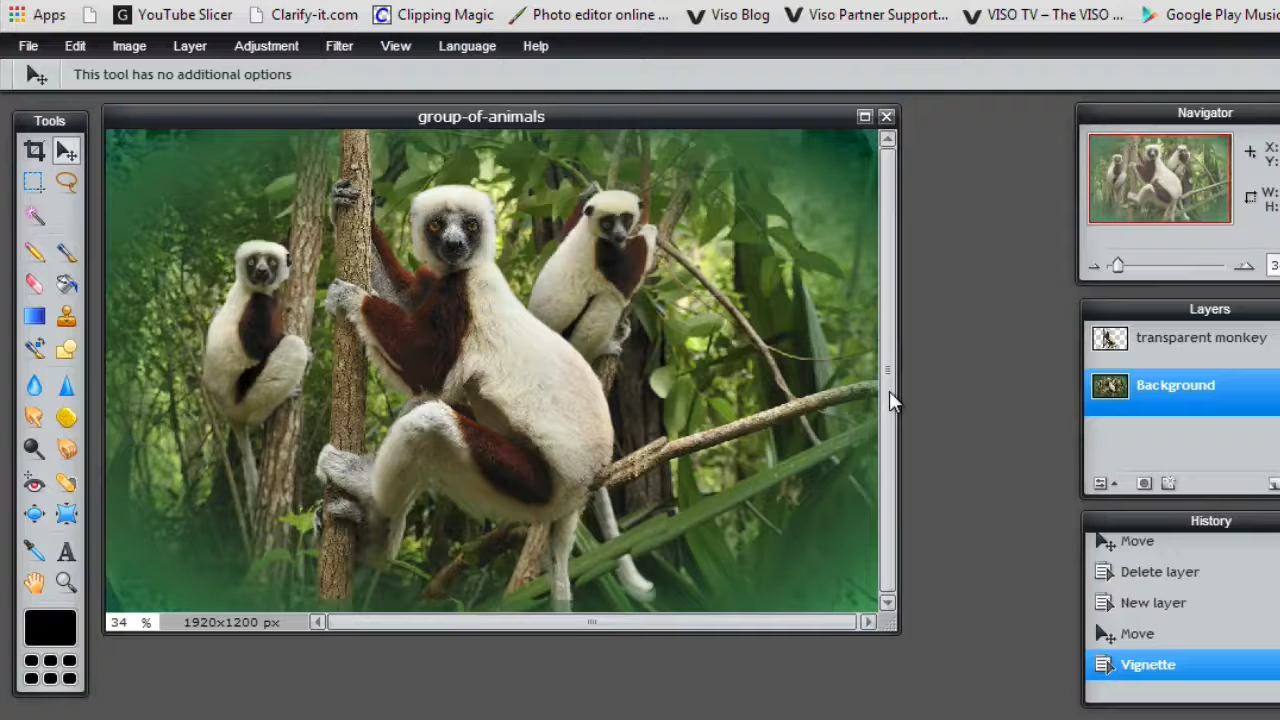 Apps YouTube Slicer Clarify-it.com Clipping Magic Photo editor online ... Viso Blog Viso Partner Support... VISO TV – The VISO ... Google Play Music
File Edit Image Layer Adjustment Filter View Language Help
This tool has no additional options
Tools
group-of-animals
34 % 1920x1200 px
Navigator
X:
Y:
W:
H:
3
Layers
transparent monkey
Background
History
Move
Delete layer
New layer
Move
Vignette